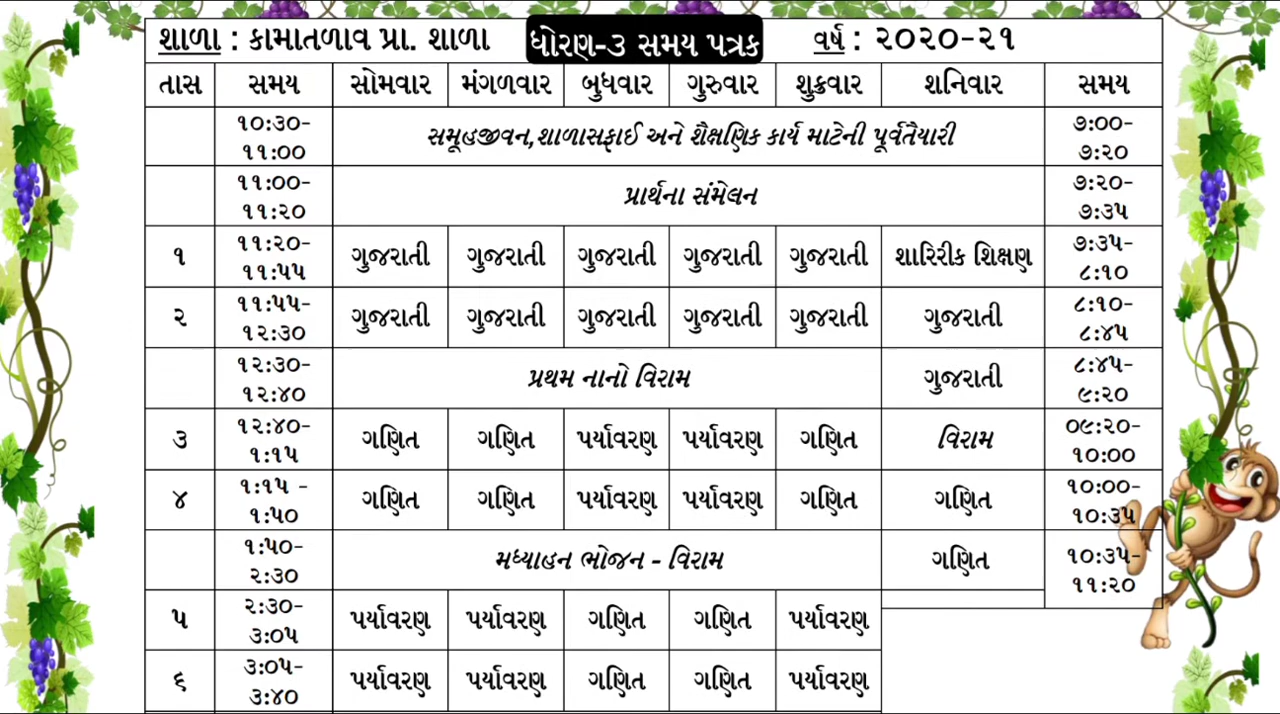 શાળા : કામાતળાવ પ્રા. શાળા ધોરણ-૩ સમય પત્રક વર્ષ : ૨૦૨૦-૨૧
તાસ સમય સોમવાર મંગળવાર બુધવાર ગુરુવાર શુક્રવાર શનિવાર સમય
૧૦:૩૦-૧૧:૦૦ સમૂહજીવન,શાળાસફાઈ અને શૈક્ષણિક કાર્ય માટેની પૂર્વતૈયારી ૭:૦૦-૭:૨૦
૧૧:૦૦-૧૧:૨૦ પ્રાર્થના સંમેલન ૭:૨૦-૭:૩૫
૧ ૧૧:૨૦-૧૧:૫૫ ગુજરાતી ગુજરાતી ગુજરાતી ગુજરાતી ગુજરાતી શારિરીક શિક્ષણ ૭:૩૫-૮:૧૦
૨ ૧૧:૫૫-૧૨:૩૦ ગુજરાતી ગુજરાતી ગુજરાતી ગુજરાતી ગુજરાતી ગુજરાતી ૮:૧૦-૮:૪૫
૧૨:૩૦-૧૨:૪૦ પ્રથમ નાનો વિરામ ગુજરાતી ૮:૪૫-૯:૨૦
૩ ૧૨:૪૦-૧:૧૫ ગણિત ગણિત પર્યાવરણ પર્યાવરણ ગણિત વિરામ ૦૯:૨૦-૧૦:૦૦
૪ ૧:૧૫ -૧:૫૦ ગણિત ગણિત પર્યાવરણ પર્યાવરણ ગણિત ગણિત ૧૦:૦૦-૧૦:૩૫
૧:૫૦-૨:૩૦ મધ્યાહન ભોજન - વિરામ ગણિત ૧૦:૩૫-૧૧:૨૦
૫ ૨:૩૦-૩:૦૫ પર્યાવરણ પર્યાવરણ ગણિત ગણિત પર્યાવરણ
૬ ૩:૦૫-૩:૪૦ પર્યાવરણ પર્યાવરણ ગણિત ગણિત પર્યાવરણ